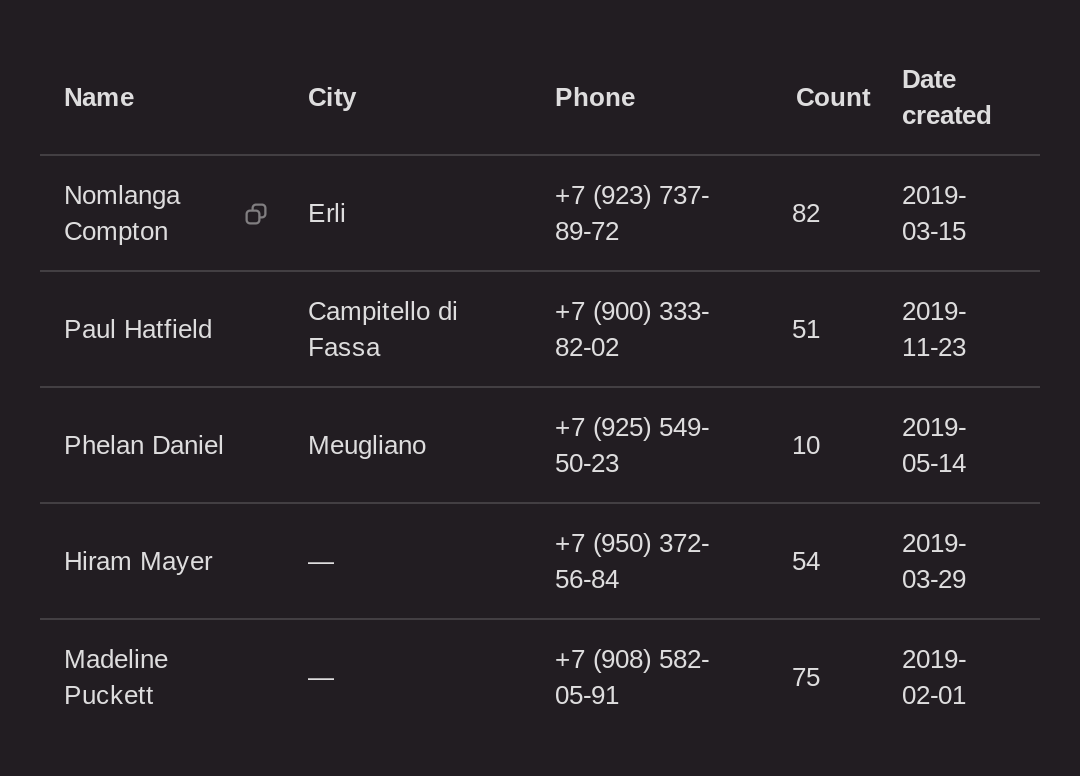 Name City Phone Count Date
created
Nomlanga
Compton Erli +7 (923) 737-
89-72 82 2019-
03-15
Paul Hatfield Campitello di
Fassa +7 (900) 333-
82-02 51 2019-
11-23
Phelan Daniel Meugliano +7 (925) 549-
50-23 10 2019-
05-14
Hiram Mayer — +7 (950) 372-
56-84 54 2019-
03-29
Madeline
Puckett — +7 (908) 582-
05-91 75 2019-
02-01